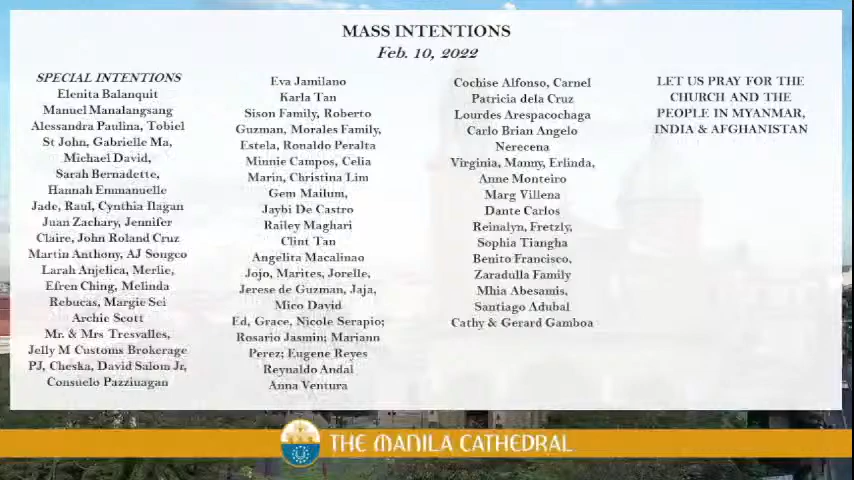 MASS INTENTIONS
Feb. 10, 2022
SPECIAL INTENTIONS
Elenita Balanquit
Manuel Manalangsang
Alessandra Paulina, Tobiel
St John, Gabrielle Ma,
Michael David,
Sarah Bernadette,
Hannah Emmanuelle
Jade, Raul, Cynthia Ilagan
Juan Zachary, Jennifer
Claire, John Roland Cruz
Martin Anthony, AJ Songco
Larah Anjelica, Merlie,
Efren Ching, Melinda
Rebucas, Margie Sei
Archie Scott
Mr. & Mrs Tresvalles,
Jelly M Customs Brokerage
PJ, Cheska, David Salom Jr,
Consuelo Pazziuagan
Eva Jamilano
Karla Tan
Sison Family, Roberto
Guzman, Morales Family,
Estela, Ronaldo Peralta
Minnie Campos, Celia
Marin, Christina Lim
Gem Mailum,
Jaybi De Castro
Railey Maghari
Clint Tan
Angelita Macalinao
Jojo, Marites, Jorelle,
Jerese de Guzman, Jaja,
Mico David
Ed, Grace, Nicole Serapio;
Rosario Jasmin; Mariann
Perez; Eugene Reyes
Reynaldo Andal
Anna Ventura
Cochise Alfonso, Carnel
Patricia dela Cruz
Lourdes Arespacochaga
Carlo Brian Angelo
Nerecena
Virginia, Manny, Erlinda,
Anne Monteiro
Marg Villena
Dante Carlos
Reinalyn, Fretzly,
Sophia Tiangha
Benito Francisco,
Zaradulla Family
Mhia Abesamis,
Santiago Adubal
Cathy & Gerard Gamboa
LET US PRAY FOR THE
CHURCH AND THE
PEOPLE IN MYANMAR,
INDIA & AFGHANISTAN
THE MANILA CATHEDRAL